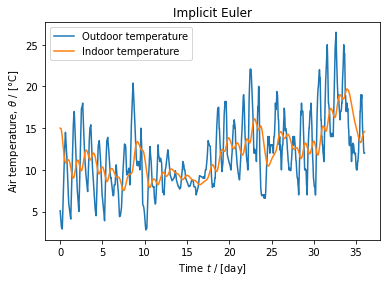 Implicit Euler
Outdoor temperature
Indoor temperature
Air temperature, θ / [°C]
25
20
15
10
5
0
5
10
15
20
25
30
35
Time t / [day]